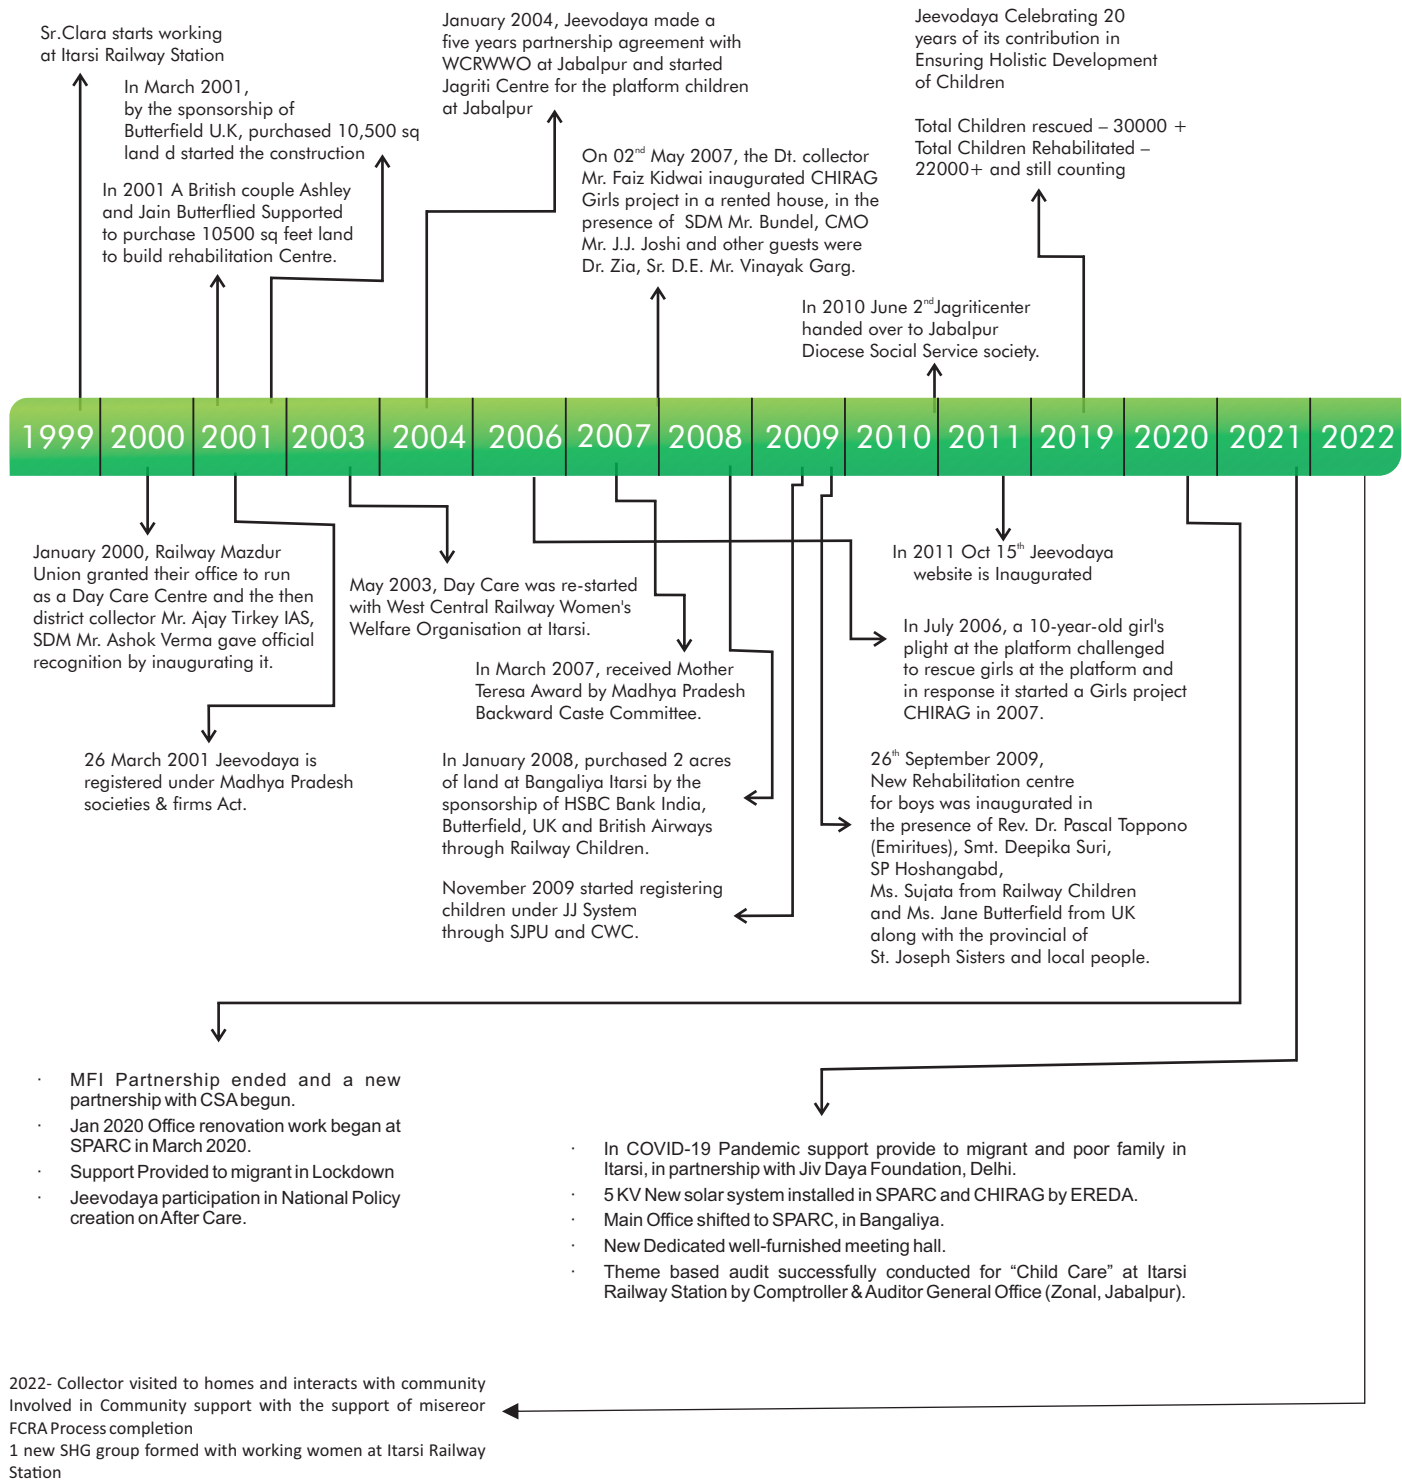 Sr.Clara starts working
at Itarsi Railway Station
In March 2001,
by the sponsorship of
Butterfield U.K, purchased 10,500 sq
land d started the construction
In 2001 A British couple Ashley
and Jain Butterflied Supported
to purchase 10500 sq feet land
to build rehabilitation Centre.
January 2004, Jeevodaya made a
five years partnership agreement with
WCRWWO at Jabalpur and started
Jagriti Centre for the platform children
at Jabalpur
On 02nd May 2007, the Dt. collector
Mr. Faiz Kidwai inaugurated CHIRAG
Girls project in a rented house, in the
presence of SDM Mr. Bundel, CMO
Mr. J.J. Joshi and other guests were
Dr. Zia, Sr. D.E. Mr. Vinayak Garg.
Jeevodaya Celebrating 20
years of its contribution in
Ensuring Holistic Development
of Children
Total Children rescued – 30000 +
Total Children Rehabilitated –
22000+ and still counting
In 2010 June 2nd Jagriticenter
handed over to Jabalpur
Diocese Social Service society.
1999 2000 2001 2003 2004 2006 2007 2008 2009 2010 2011 2019 2020 2021 2022
January 2000, Railway Mazdur
Union granted their office to run
as a Day Care Centre and the then
district collector Mr. Ajay Tirkey IAS,
SDM Mr. Ashok Verma gave official
recognition by inaugurating it.
26 March 2001 Jeevodaya is
registered under Madhya Pradesh
societies & firms Act.
May 2003, Day Care was re-started
with West Central Railway Women's
Welfare Organisation at Itarsi.
In March 2007, received Mother
Teresa Award by Madhya Pradesh
Backward Caste Committee.
In January 2008, purchased 2 acres
of land at Bangaliya Itarsi by the
sponsorship of HSBC Bank India,
Butterfield, UK and British Airways
through Railway Children.
November 2009 started registering
children under JJ System
through SJPU and CWC.
In 2011 Oct 15th Jeevodaya
website is Inaugurated
In July 2006, a 10-year-old girl's
plight at the platform challenged
to rescue girls at the platform and
in response it started a Girls project
CHIRAG in 2007.
26th September 2009,
New Rehabilitation centre
for boys was inaugurated in
the presence of Rev. Dr. Pascal Toppono
(Emiritues), Smt. Deepika Suri,
SP Hoshangabd,
Ms. Sujata from Railway Children
and Ms. Jane Butterfield from UK
along with the provincial of
St. Joseph Sisters and local people.
· MFI Partnership ended and a new
partnership with CSA begun.
· Jan 2020 Office renovation work began at
SPARC in March 2020.
· Support Provided to migrant in Lockdown
· Jeevodaya participation in National Policy
creation on After Care.
· In COVID-19 Pandemic support provide to migrant and poor family in
Itarsi, in partnership with Jiv Daya Foundation, Delhi.
· 5 KV New solar system installed in SPARC and CHIRAG by EREDA.
· Main Office shifted to SPARC, in Bangaliya.
· New Dedicated well-furnished meeting hall.
· Theme based audit successfully conducted for “Child Care” at Itarsi
Railway Station by Comptroller & Auditor General Office (Zonal, Jabalpur).
2022- Collector visited to homes and interacts with community
Involved in Community support with the support of misereor
FCRA Process completion
1 new SHG group formed with working women at Itarsi Railway
Station